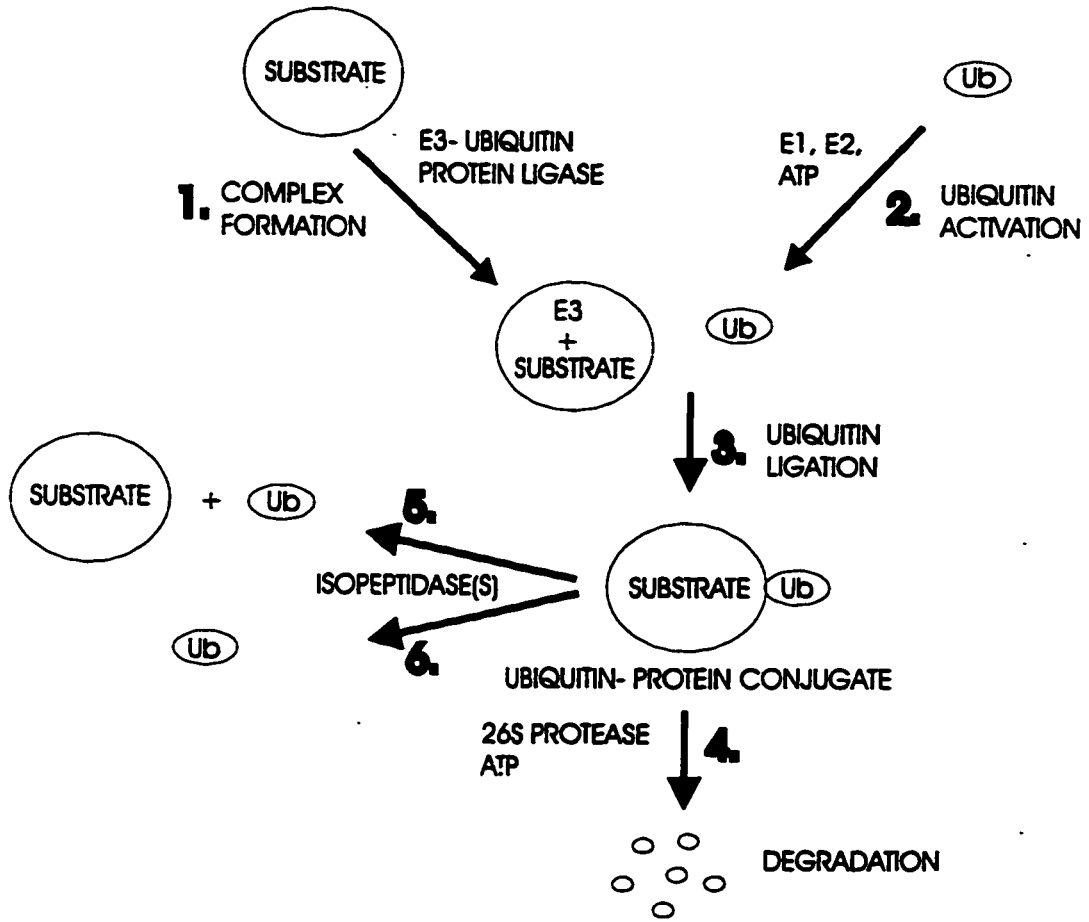 SUBSTRATE
Ub
E3- UBIQUITIN
PROTEIN LIGASE
E1, E2,
ATP
1. COMPLEX
FORMATION
2. UBIQUITIN
ACTIVATION
E3
+
SUBSTRATE
Ub
3. UBIQUITIN
LIGATION
SUBSTRATE + Ub
5.
ISOPEPTIDASE(S)
SUBSTRATE Ub
Ub
6.
UBIQUITIN- PROTEIN CONJUGATE
26S PROTEASE
ATP
4.
DEGRADATION